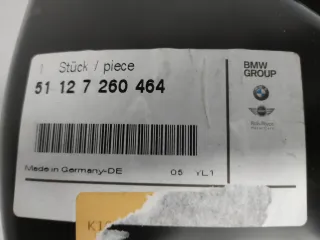 1 Stück / piece
51 12 7 260 464
BMW
GROUP
Made in Germany-DE 05 YL1